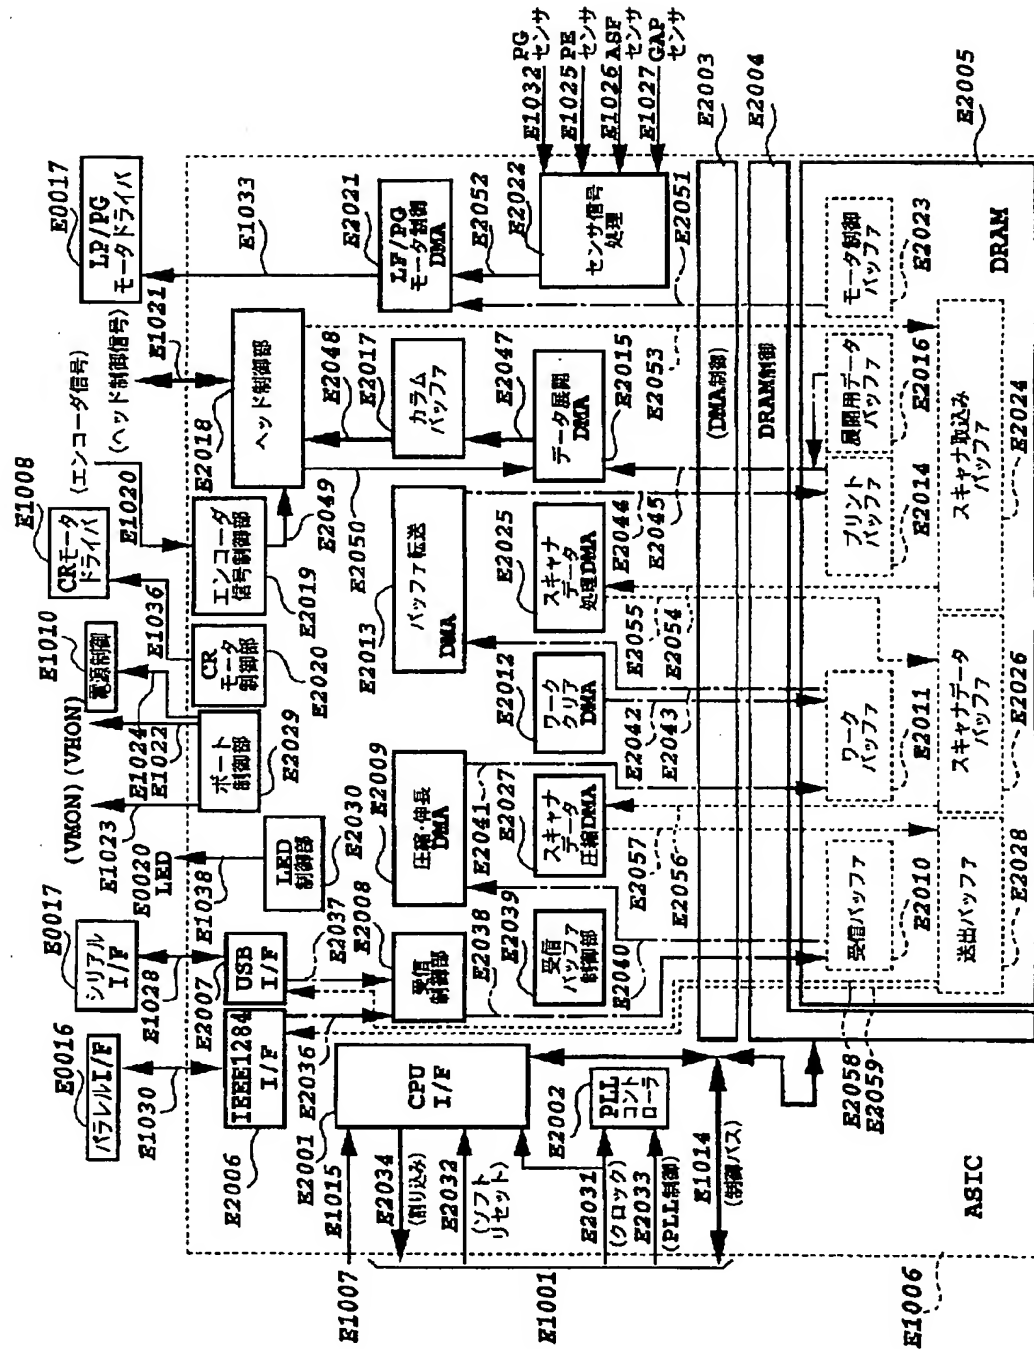 E0016
パラレルI/F
E1030
E2006
IEEE1284
I/F
E0017
シリアル
I/F
E1028
E2007
USB
I/F
E2036
E2037
E0020
LED
E1038
LED
制御部
E2030
(VMON)
(VHON)
E1023
E1024
E1022
ポート
制御部
E2029
E1010
電源制御
E1036
E1008
CRモータ
ドライバ
CR
モータ
制御部
E2020
(エンコーダ信号)
E1020
エンコーダ
信号制御部
E2019
(ヘッド制御信号)
E1021
E2018
ヘッド制御部
E2049
E2050
E0017
LP/PG
モータドライバ
E1033
E1007
E1015
E2001
CPU
I/F
E2034
(割り込み)
E2032
(ソフト
リセット)
E1001
E2031
(クロック)
E2033
(PLL制御)
E2002
PLL
コント
ローラ
E1014
(制御バス)
E2008
受信
制御部
E2038
E2039
受信
バッファ
制御部
E2040
E2009
圧縮・伸長
DMA
E2041
E2027
スキャナ
データ
圧縮DMA
E2057
E2056
E2012
ワーク
クリア
DMA
E2042
E2043
E2013
バッファ転送
DMA
E2025
スキャナ
データ
処理DMA
E2055
E2054
E2044
E2045
E2048
E2017
カラム
バッファ
E2047
E2015
データ展開
DMA
E2053
E2021
LF/PG
モータ制御
DMA
E2052
E2022
センサ信号
処理
E2051
E1032 PG
センサ
E1025 PE
センサ
E1026 ASF
センサ
E1027 GAP
センサ
(DMA制御)
E2003
DRAM制御
E2004
E2005
受信バッファ
E2010
ワーク
バッファ
E2011
プリント
バッファ
E2014
展開用データ
バッファ
E2016
モータ制御
バッファ
E2023
送出バッファ
E2028
スキャナデータ
バッファ
E2026
スキャナ取込み
バッファ
E2024
DRAM
E2058
E2059
ASIC
E1006